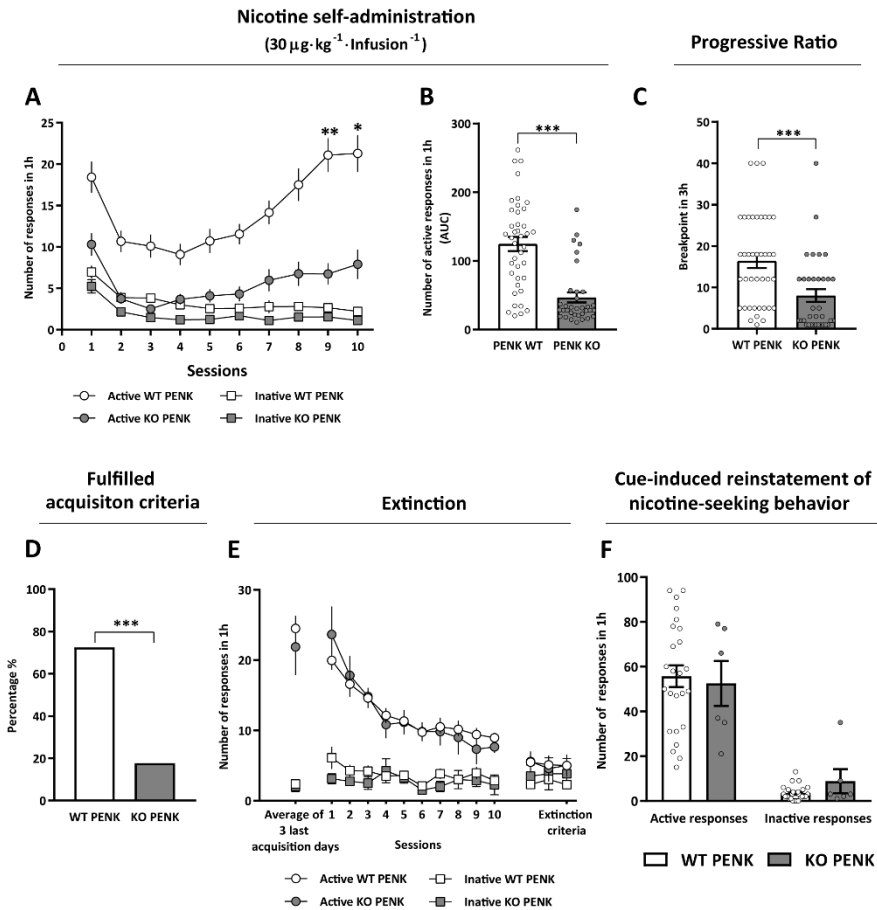 Nicotine self-administration
(30 µg·kg⁻¹·Infusion⁻¹)
Progressive Ratio
A
Number of responses in 1h
25
20
15
10
5
0
**
*
0 1 2 3 4 5 6 7 8 9 10
Sessions
Active WT PENK
Inative WT PENK
Active KO PENK
Inative KO PENK
B
Number of active responses in 1h
(AUC)
300
200
100
0
***
PENK WT PENK KO
C
Breakpoint in 3h
50
40
30
20
10
0
***
WT PENK KO PENK
Fulfilled
acquisiton criteria
Extinction
Cue-induced reinstatement of
nicotine-seeking behavior
D
Percentage %
100
80
60
40
20
0
***
WT PENK KO PENK
E
Number of responses in 1h
30
20
10
0
Average of
3 last
acquisition days
1 2 3 4 5 6 7 8 9 10
Sessions
Extinction
criteria
Active WT PENK
Inative WT PENK
Active KO PENK
Inative KO PENK
F
Number of responses in 1h
100
80
60
40
20
0
Active responses Inactive responses
WT PENK KO PENK